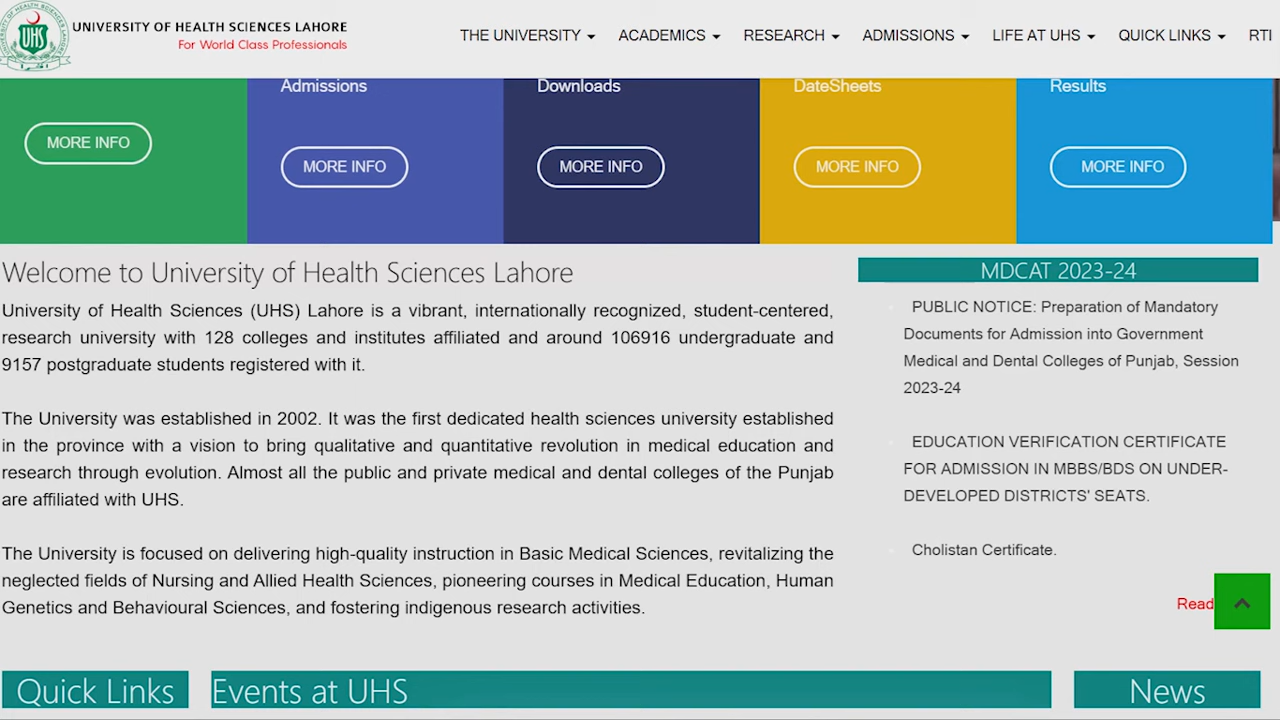 UHS
UNIVERSITY OF HEALTH SCIENCES LAHORE
For World Class Professionals
THE UNIVERSITY
ACADEMICS
RESEARCH
ADMISSIONS
LIFE AT UHS
QUICK LINKS
RTI
MORE INFO
Admissions
MORE INFO
Downloads
MORE INFO
DateSheets
MORE INFO
Results
MORE INFO
Welcome to University of Health Sciences Lahore
University of Health Sciences (UHS) Lahore is a vibrant, internationally recognized, student-centered,
research university with 128 colleges and institutes affiliated and around 106916 undergraduate and
9157 postgraduate students registered with it.
The University was established in 2002. It was the first dedicated health sciences university established
in the province with a vision to bring qualitative and quantitative revolution in medical education and
research through evolution. Almost all the public and private medical and dental colleges of the Punjab
are affiliated with UHS.
The University is focused on delivering high-quality instruction in Basic Medical Sciences, revitalizing the
neglected fields of Nursing and Allied Health Sciences, pioneering courses in Medical Education, Human
Genetics and Behavioural Sciences, and fostering indigenous research activities.
MDCAT 2023-24
PUBLIC NOTICE: Preparation of Mandatory
Documents for Admission into Government
Medical and Dental Colleges of Punjab, Session
2023-24
EDUCATION VERIFICATION CERTIFICATE
FOR ADMISSION IN MBBS/BDS ON UNDER-
DEVELOPED DISTRICTS' SEATS.
Cholistan Certificate.
Read
Quick Links
Events at UHS
News